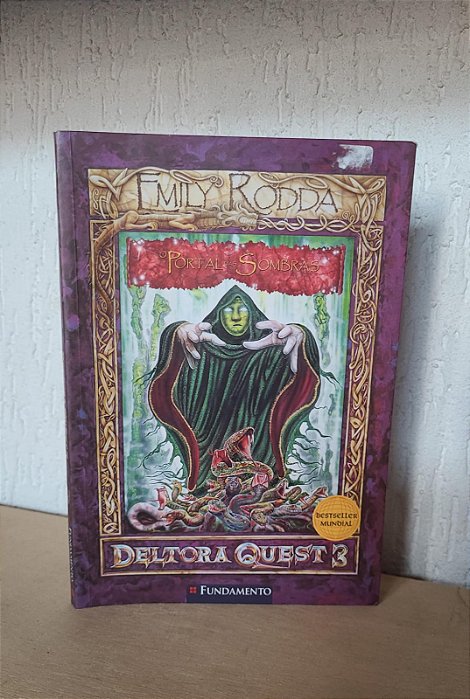 EMILY RODDA
O PORTAL DAS SOMBRAS
BESTSELLER
MUNDIAL
DELTORA QUEST 3
FUNDAMENTO